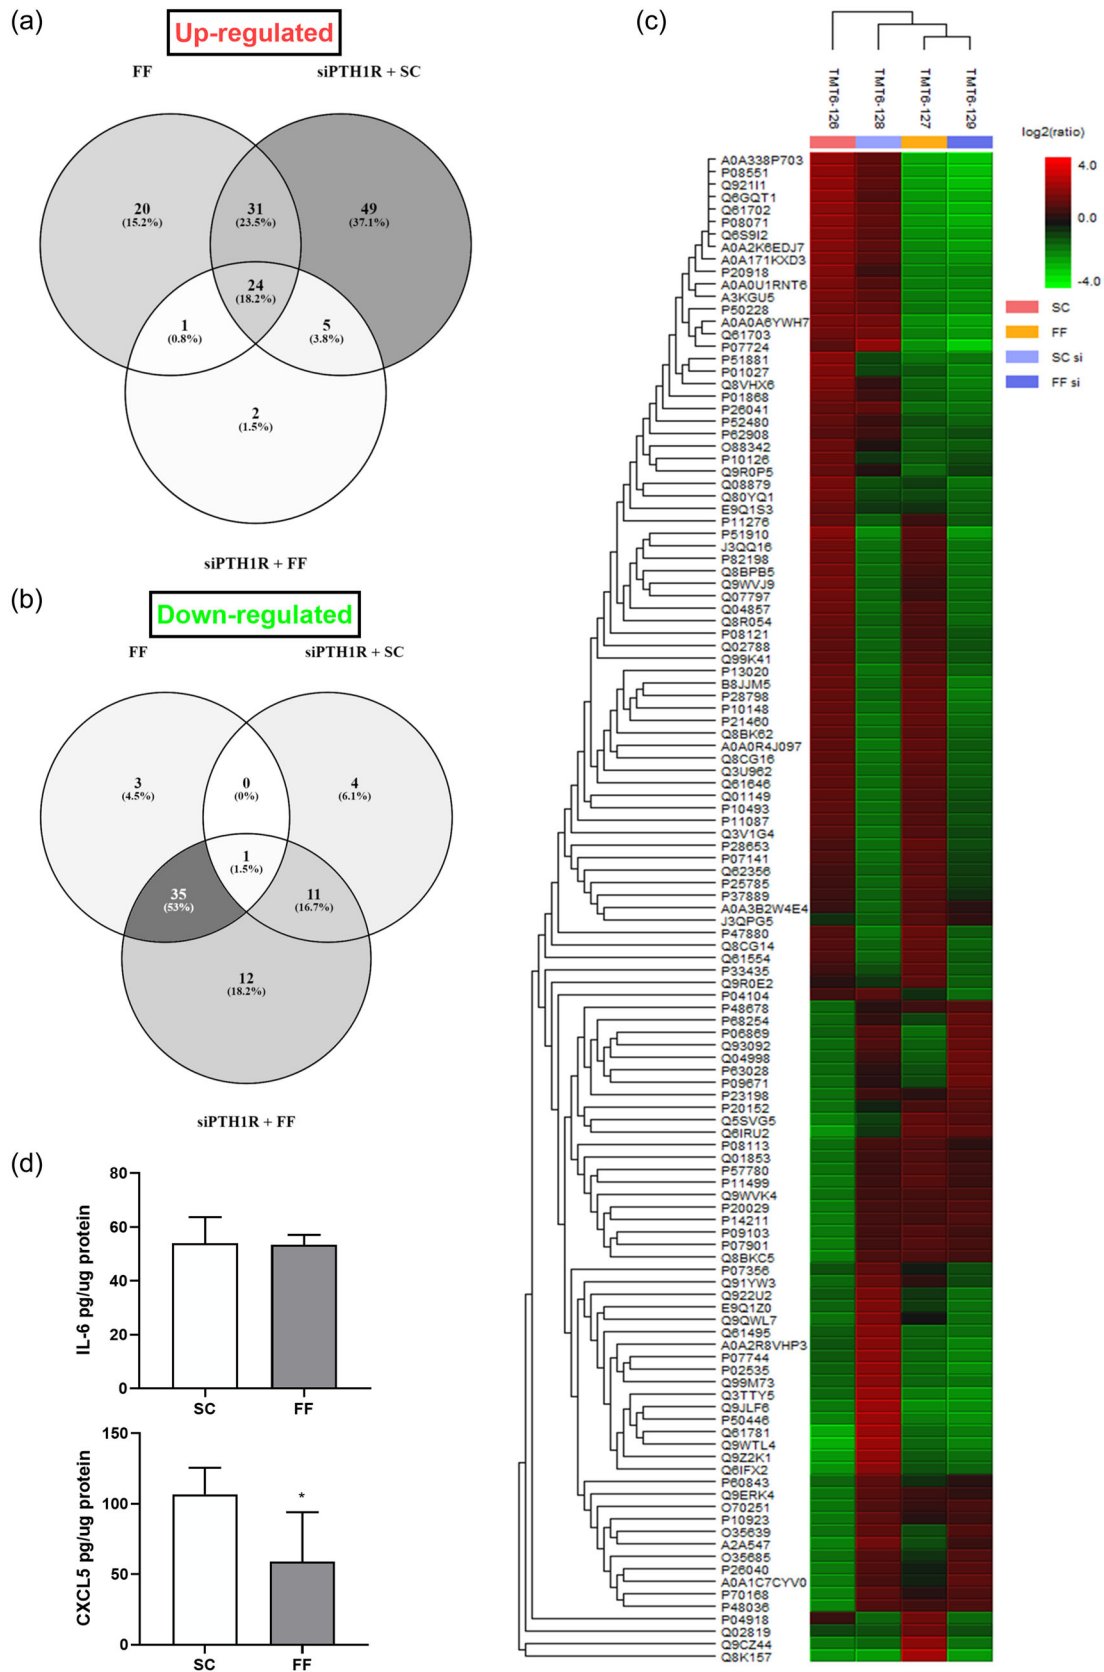 (a)
Up-regulated
FF
siPTH1R + SC
20
(15.2%)
31
(23.5%)
49
(37.1%)
24
(18.2%)
1
(0.8%)
5
(3.8%)
2
(1.5%)
siPTH1R + FF
(b)
Down-regulated
FF
siPTH1R + SC
3
(4.5%)
0
(0%)
4
(6.1%)
1
(1.5%)
35
(53%)
11
(16.7%)
12
(18.2%)
siPTH1R + FF
(c)
TMT6-126
TMT6-128
TMT6-127
TMT6-129
log2(ratio)
4.0
0.0
-4.0
SC
FF
SC si
FF si
A0A338P703
P08551
Q921I1
Q6GQT1
Q61702
P08071
Q6S9I2
A0A2K6EDJ7
A0A171KXD3
P20918
A0A0U1RNT6
A3KGU5
P50228
A0A0A6YWH7
Q61703
P07724
P51881
P01027
Q8VHX6
P01868
P26041
P52480
P62908
O88342
P10126
Q9R0P5
Q08879
Q80YQ1
E9Q1S3
P11276
P51910
J3QQ16
P82198
Q8BPB5
Q9WVJ9
Q07797
Q04857
Q8R054
P08121
Q02788
Q99K41
P13020
B8JJM5
P28798
P10148
P21460
Q8BK62
A0A0R4J097
Q8CG16
Q3U962
Q61646
Q01149
P10493
P11087
Q3V1G4
P28653
P07141
Q62356
P25785
P37889
A0A3B2W4E4
J3QPG5
P47880
Q8CG14
Q61554
P33435
Q9R0E2
P04104
P48678
P68254
P06869
Q93092
Q04998
P63028
P09671
P23198
P20152
Q5SVG5
Q6IRU2
P08113
Q01853
P57780
P11499
Q9WVK4
P20029
P14211
P09103
P07901
Q8BKC5
P07356
Q91YW3
Q922U2
E9Q1Z0
Q9QWL7
Q61495
A0A2R8VHP3
P07744
P02535
Q99M73
Q3TTY5
Q9JLF6
P50446
Q61781
Q9WTL4
Q9Z2K1
Q6IFX2
P60843
Q9ERK4
O70251
P10923
O35639
A2A547
O35685
P26040
A0A1C7CYV0
P70168
P48036
P04918
Q02819
Q9CZ44
Q8K157
(d)
IL-6 pg/ug protein
80
60
40
20
0
SC
FF
CXCL5 pg/ug protein
150
100
50
0
*
SC
FF